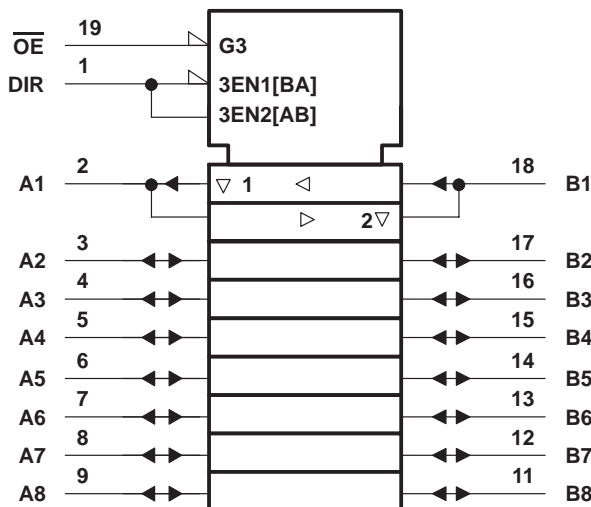 19
O̅E̅ G3
1
DIR 3EN1[BA]
3EN2[AB]
2 18
A1 1 B1
2
3 17
A2 B2
4 16
A3 B3
5 15
A4 B4
6 14
A5 B5
7 13
A6 B6
8 12
A7 B7
9 11
A8 B8